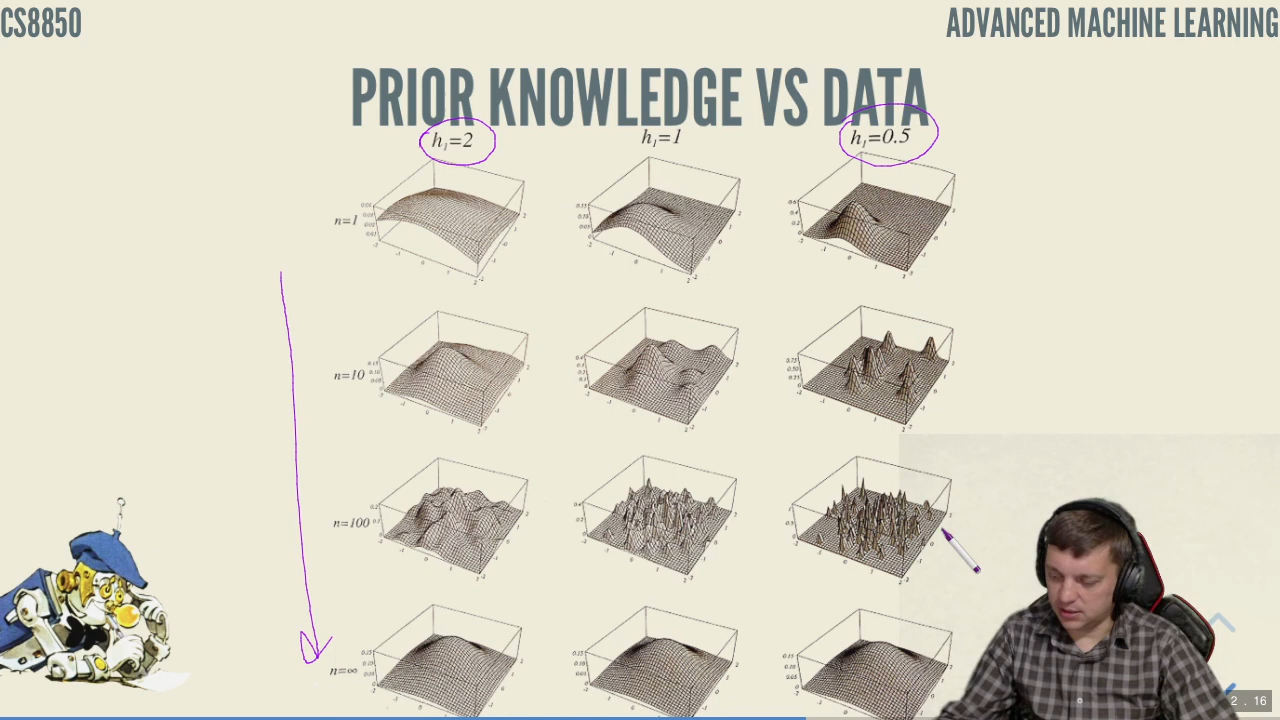 CS8850
ADVANCED MACHINE LEARNING
PRIOR KNOWLEDGE VS DATA
h₁=2
h₁=1
h₁=0.5
n=1
n=10
n=100
n=∞
2 . 16